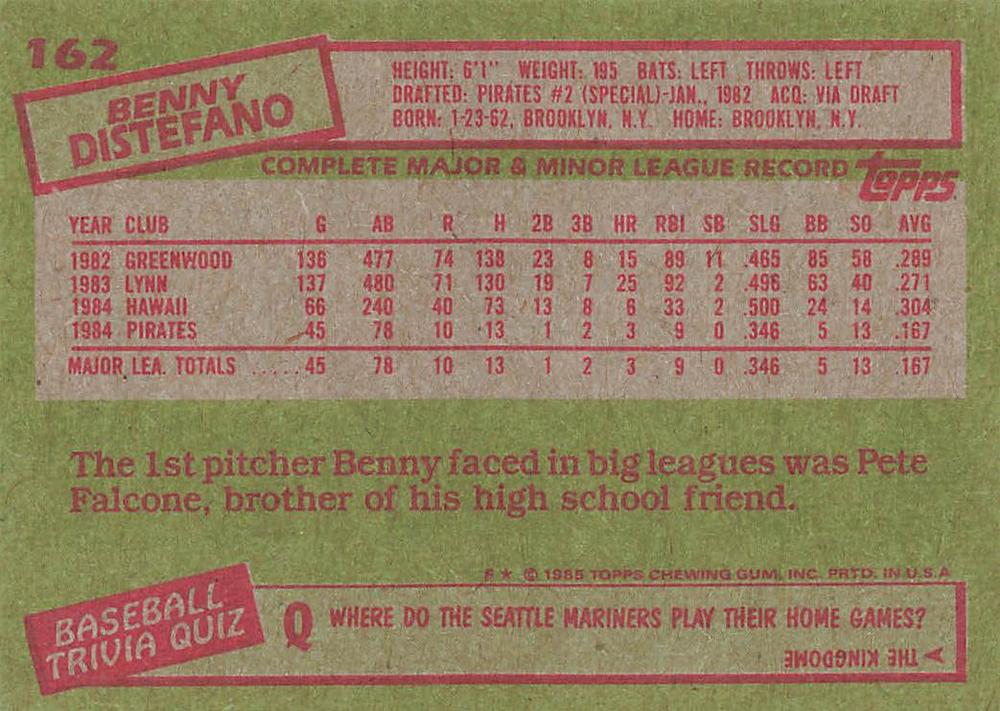 162
BENNY
DISTEFANO
HEIGHT: 6'1" WEIGHT: 195 BATS: LEFT THROWS: LEFT
DRAFTED: PIRATES #2 (SPECIAL)-JAN., 1982 ACQ: VIA DRAFT
BORN: 1-23-62, BROOKLYN, N.Y. HOME: BROOKLYN, N.Y.
COMPLETE MAJOR & MINOR LEAGUE RECORD
TOPPS
YEAR CLUB G AB R H 2B 3B HR RBI SB SLG BB SO AVG
1982 GREENWOOD 136 477 74 138 23 8 15 89 11 .465 85 58 .289
1983 LYNN 137 480 71 130 19 7 25 92 2 .496 63 40 .271
1984 HAWAII 66 240 40 73 13 8 6 33 2 .500 24 14 .304
1984 PIRATES 45 78 10 13 1 2 3 9 0 .346 5 13 .167
MAJOR LEA. TOTALS .....45 78 10 13 1 2 3 9 0 .346 5 13 .167
The 1st pitcher Benny faced in big leagues was Pete
Falcone, brother of his high school friend.
F★ © 1985 TOPPS CHEWING GUM, INC. PRTD. IN U.S.A
BASEBALL
TRIVIA QUIZ
Q WHERE DO THE SEATTLE MARINERS PLAY THEIR HOME GAMES?
A THE KINGDOME